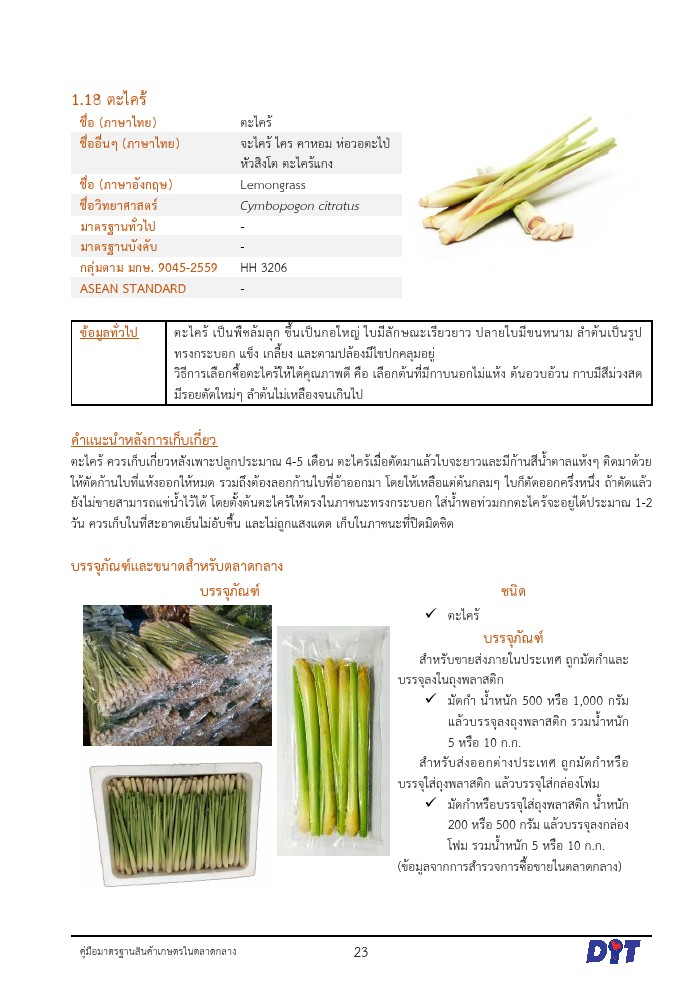 1.18 ตะไคร้
ชื่อ (ภาษาไทย) ตะไคร้
ชื่ออื่นๆ (ภาษาไทย) จะไคร้ ไคร คาหอม ห่อวอตะไป่
หัวสิงโต ตะไคร้แกง
ชื่อ (ภาษาอังกฤษ) Lemongrass
ชื่อวิทยาศาสตร์ Cymbopogon citratus
มาตรฐานทั่วไป -
มาตรฐานบังคับ -
กลุ่มตาม มกษ. 9045-2559 HH 3206
ASEAN STANDARD -
ข้อมูลทั่วไป ตะไคร้ เป็นพืชล้มลุก ขึ้นเป็นกอใหญ่ ใบมีลักษณะเรียวยาว ปลายใบมีขนหนาม ลำต้นเป็นรูป
ทรงกระบอก แข็ง เกลี้ยง และตามปล้องมีไขปกคลุมอยู่
วิธีการเลือกซื้อตะไคร้ให้ได้คุณภาพดี คือ เลือกต้นที่มีกาบนอกไม่แห้ง ต้นอวบอ้วน กาบมีสีม่วงสด
มีรอยตัดใหม่ๆ ลำต้นไม่เหลืองจนเกินไป
คำแนะนำหลังการเก็บเกี่ยว
ตะไคร้ ควรเก็บเกี่ยวหลังเพาะปลูกประมาณ 4-5 เดือน ตะไคร้เมื่อตัดมาแล้วใบจะยาวและมีก้านสีน้ำตาลแห้งๆ ติดมาด้วย
ให้ตัดก้านใบที่แห้งออกให้หมด รวมถึงต้องลอกก้านใบที่อ้าออกมา โดยให้เหลือแต่ต้นกลมๆ ใบก็ตัดออกครึ่งหนึ่ง ถ้าตัดแล้ว
ยังไม่ขายสามารถแช่น้ำไว้ได้ โดยตั้งต้นตะไคร้ให้ตรงในภาชนะทรงกระบอก ใส่น้ำพอท่วมกกตะไคร้จะอยู่ได้ประมาณ 1-2
วัน ควรเก็บในที่สะอาดเย็นไม่อับชื้น และไม่ถูกแสงแดด เก็บในภาชนะที่ปิดมิดชิด
บรรจุภัณฑ์และขนาดสำหรับตลาดกลาง
บรรจุภัณฑ์ ชนิด
✓ ตะไคร้
บรรจุภัณฑ์
สำหรับขายส่งภายในประเทศ ถูกมัดกำและ
บรรจุลงในถุงพลาสติก
✓ มัดกำ น้ำหนัก 500 หรือ 1,000 กรัม
แล้วบรรจุลงถุงพลาสติก รวมน้ำหนัก
5 หรือ 10 ก.ก.
สำหรับส่งออกต่างประเทศ ถูกมัดกำหรือ
บรรจุใส่ถุงพลาสติก แล้วบรรจุใส่กล่องโฟม
✓ มัดกำหรือบรรจุใส่ถุงพลาสติก น้ำหนัก
200 หรือ 500 กรัม แล้วบรรจุลงกล่อง
โฟม รวมน้ำหนัก 5 หรือ 10 ก.ก.
(ข้อมูลจากการสำรวจการซื้อขายในตลาดกลาง)
คู่มือมาตรฐานสินค้าเกษตรในตลาดกลาง 23 DIT